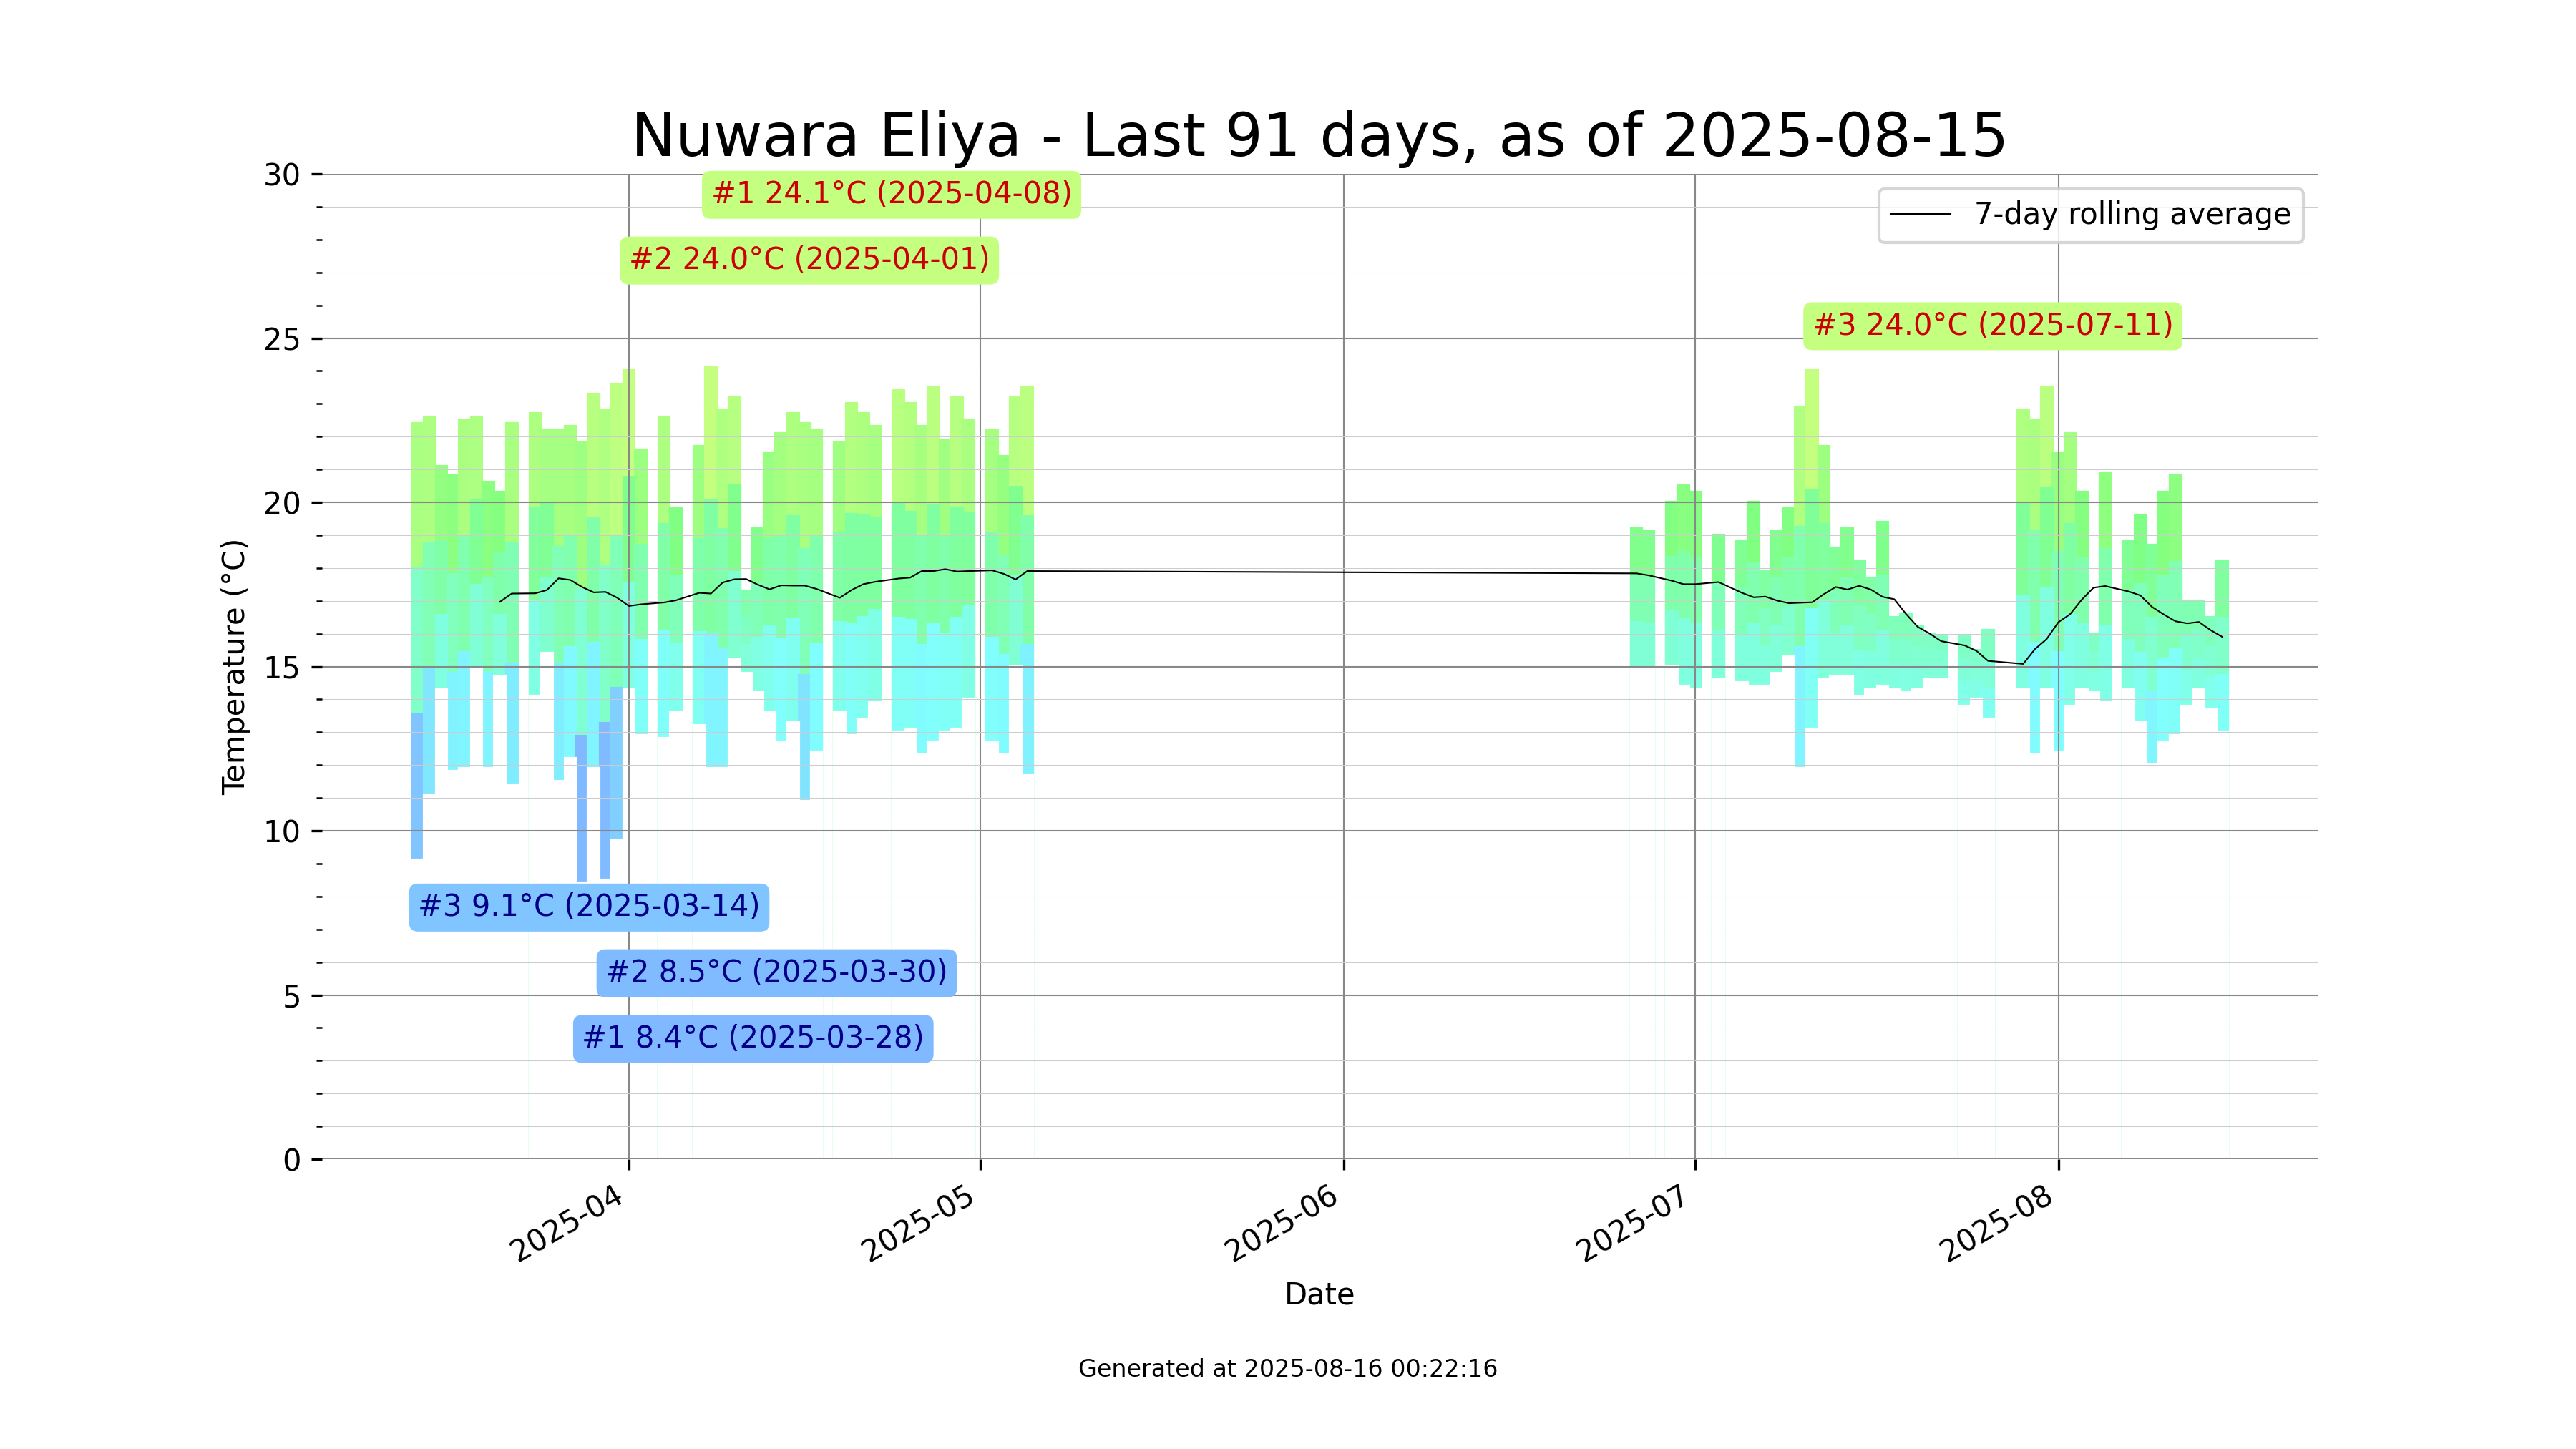 Nuwara Eliya - Last 91 days, as of 2025-08-15
30
25
20
15
10
5
0
Temperature (°C)
#1 24.1°C (2025-04-08)
#2 24.0°C (2025-04-01)
#3 24.0°C (2025-07-11)
7-day rolling average
#3 9.1°C (2025-03-14)
#2 8.5°C (2025-03-30)
#1 8.4°C (2025-03-28)
2025-04
2025-05
2025-06
2025-07
2025-08
Date
Generated at 2025-08-16 00:22:16